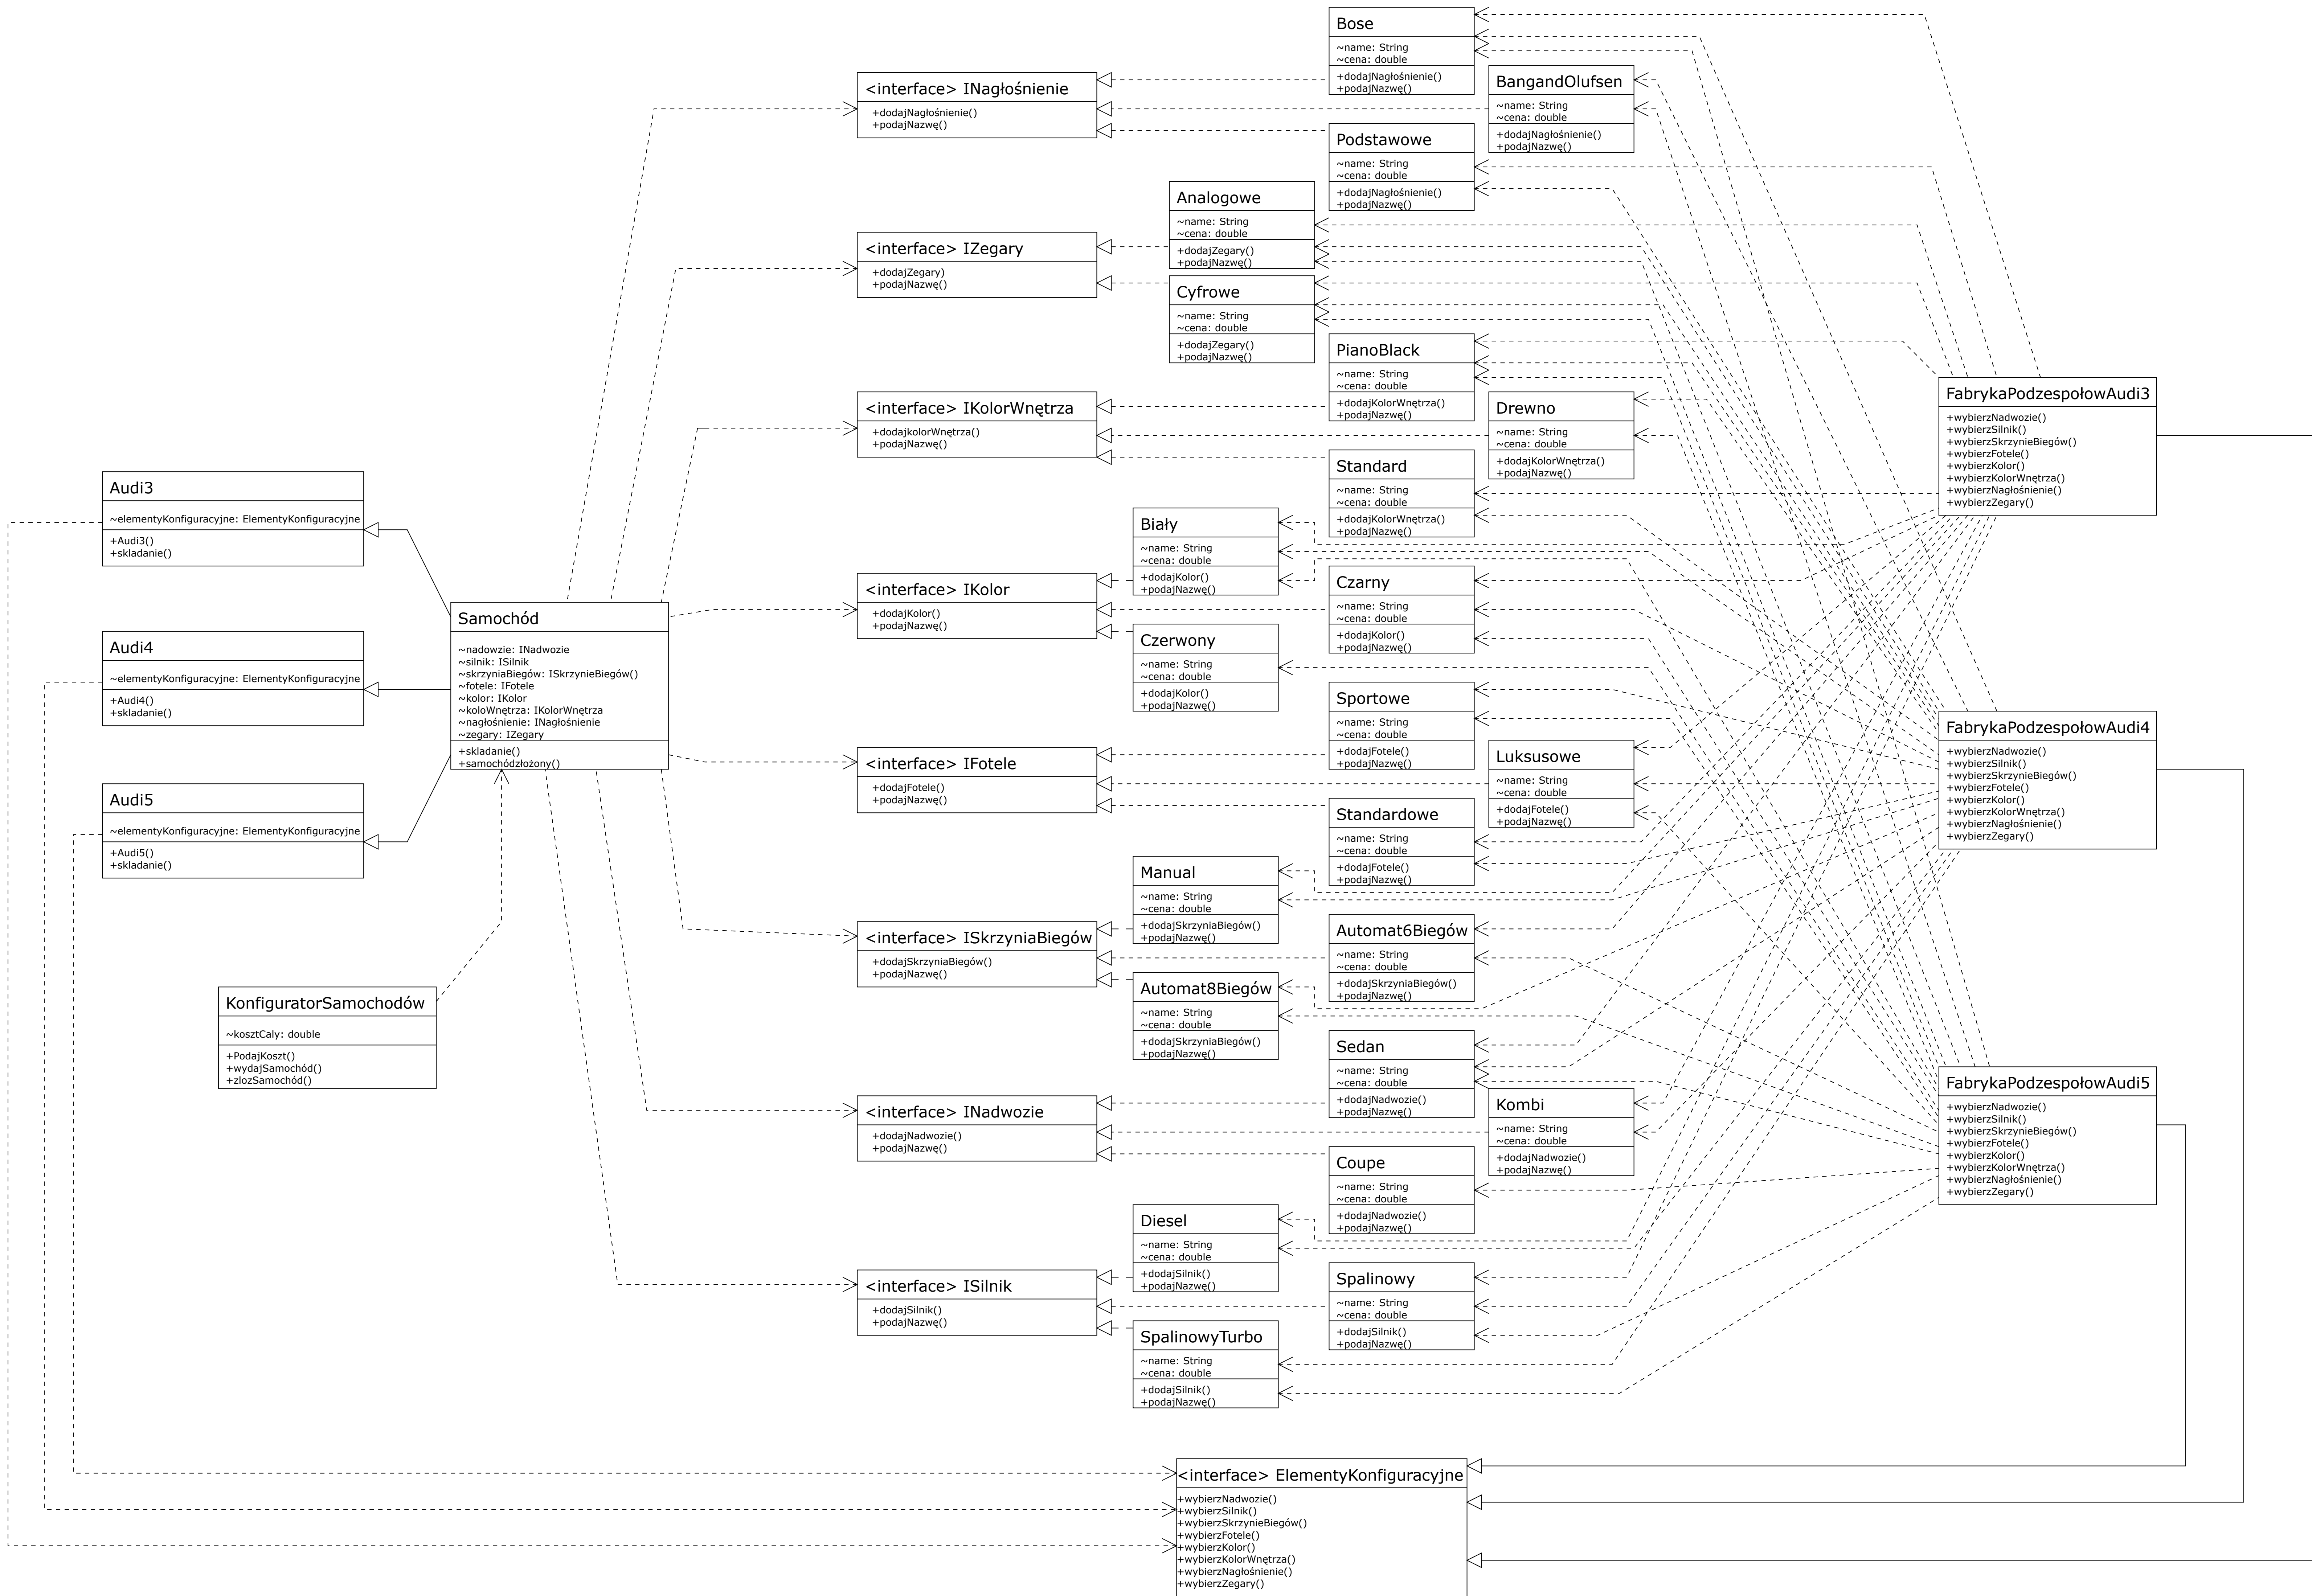 Bose
~name: String
~cena: double
+dodajNagłośnienie()
+podajNazwę()
<interface> INagłośnienie
+dodajNagłośnienie()
+podajNazwę()
BangandOlufsen
~name: String
~cena: double
+dodajNagłośnienie()
+podajNazwę()
Podstawowe
~name: String
~cena: double
+dodajNagłośnienie()
+podajNazwę()
Analogowe
~name: String
~cena: double
+dodajZegary()
+podajNazwę()
<interface> IZegary
+dodajZegary)
+podajNazwę()
Cyfrowe
~name: String
~cena: double
+dodajZegary()
+podajNazwę()
PianoBlack
~name: String
~cena: double
+dodajKolorWnętrza()
+podajNazwę()
<interface> IKolorWnętrza
+dodajkolorWnętrza()
+podajNazwę()
Drewno
~name: String
~cena: double
+dodajKolorWnętrza()
+podajNazwę()
FabrykaPodzespołowAudi3
+wybierzNadwozie()
+wybierzSilnik()
+wybierzSkrzynieBiegów()
+wybierzFotele()
+wybierzKolor()
+wybierzKolorWnętrza()
+wybierzNagłośnienie()
+wybierzZegary()
Standard
~name: String
~cena: double
+dodajKolorWnętrza()
+podajNazwę()
Audi3
~elementyKonfiguracyjne: ElementyKonfiguracyjne
+Audi3()
+skladanie()
Biały
~name: String
~cena: double
+dodajKolor()
+podajNazwę()
<interface> IKolor
+dodajKolor()
+podajNazwę()
Czarny
~name: String
~cena: double
+dodajKolor()
+podajNazwę()
Samochód
~nadowzie: INadwozie
~silnik: ISilnik
~skrzyniaBiegów: ISkrzynieBiegów()
~fotele: IFotele
~kolor: IKolor
~koloWnętrza: IKolorWnętrza
~nagłośnienie: INagłośnienie
~zegary: IZegary
+skladanie()
+samochódzłożony()
Czerwony
~name: String
~cena: double
+dodajKolor()
+podajNazwę()
Audi4
~elementyKonfiguracyjne: ElementyKonfiguracyjne
+Audi4()
+skladanie()
Sportowe
~name: String
~cena: double
+dodajFotele()
+podajNazwę()
FabrykaPodzespołowAudi4
+wybierzNadwozie()
+wybierzSilnik()
+wybierzSkrzynieBiegów()
+wybierzFotele()
+wybierzKolor()
+wybierzKolorWnętrza()
+wybierzNagłośnienie()
+wybierzZegary()
<interface> IFotele
+dodajFotele()
+podajNazwę()
Luksusowe
~name: String
~cena: double
+dodajFotele()
+podajNazwę()
Audi5
~elementyKonfiguracyjne: ElementyKonfiguracyjne
+Audi5()
+skladanie()
Standardowe
~name: String
~cena: double
+dodajFotele()
+podajNazwę()
Manual
~name: String
~cena: double
+dodajSkrzyniaBiegów()
+podajNazwę()
<interface> ISkrzyniaBiegów
+dodajSkrzyniaBiegów()
+podajNazwę()
Automat6Biegów
~name: String
~cena: double
+dodajSkrzyniaBiegów()
+podajNazwę()
Automat8Biegów
~name: String
~cena: double
+dodajSkrzyniaBiegów()
+podajNazwę()
KonfiguratorSamochodów
~kosztCaly: double
+PodajKoszt()
+wydajSamochód()
+zlozSamochód()
Sedan
~name: String
~cena: double
+dodajNadwozie()
+podajNazwę()
FabrykaPodzespołowAudi5
+wybierzNadwozie()
+wybierzSilnik()
+wybierzSkrzynieBiegów()
+wybierzFotele()
+wybierzKolor()
+wybierzKolorWnętrza()
+wybierzNagłośnienie()
+wybierzZegary()
<interface> INadwozie
+dodajNadwozie()
+podajNazwę()
Kombi
~name: String
~cena: double
+dodajNadwozie()
+podajNazwę()
Coupe
~name: String
~cena: double
+dodajNadwozie()
+podajNazwę()
Diesel
~name: String
~cena: double
+dodajSilnik()
+podajNazwę()
<interface> ISilnik
+dodajSilnik()
+podajNazwę()
Spalinowy
~name: String
~cena: double
+dodajSilnik()
+podajNazwę()
SpalinowyTurbo
~name: String
~cena: double
+dodajSilnik()
+podajNazwę()
<interface> ElementyKonfiguracyjne
+wybierzNadwozie()
+wybierzSilnik()
+wybierzSkrzynieBiegów()
+wybierzFotele()
+wybierzKolor()
+wybierzKolorWnętrza()
+wybierzNagłośnienie()
+wybierzZegary()